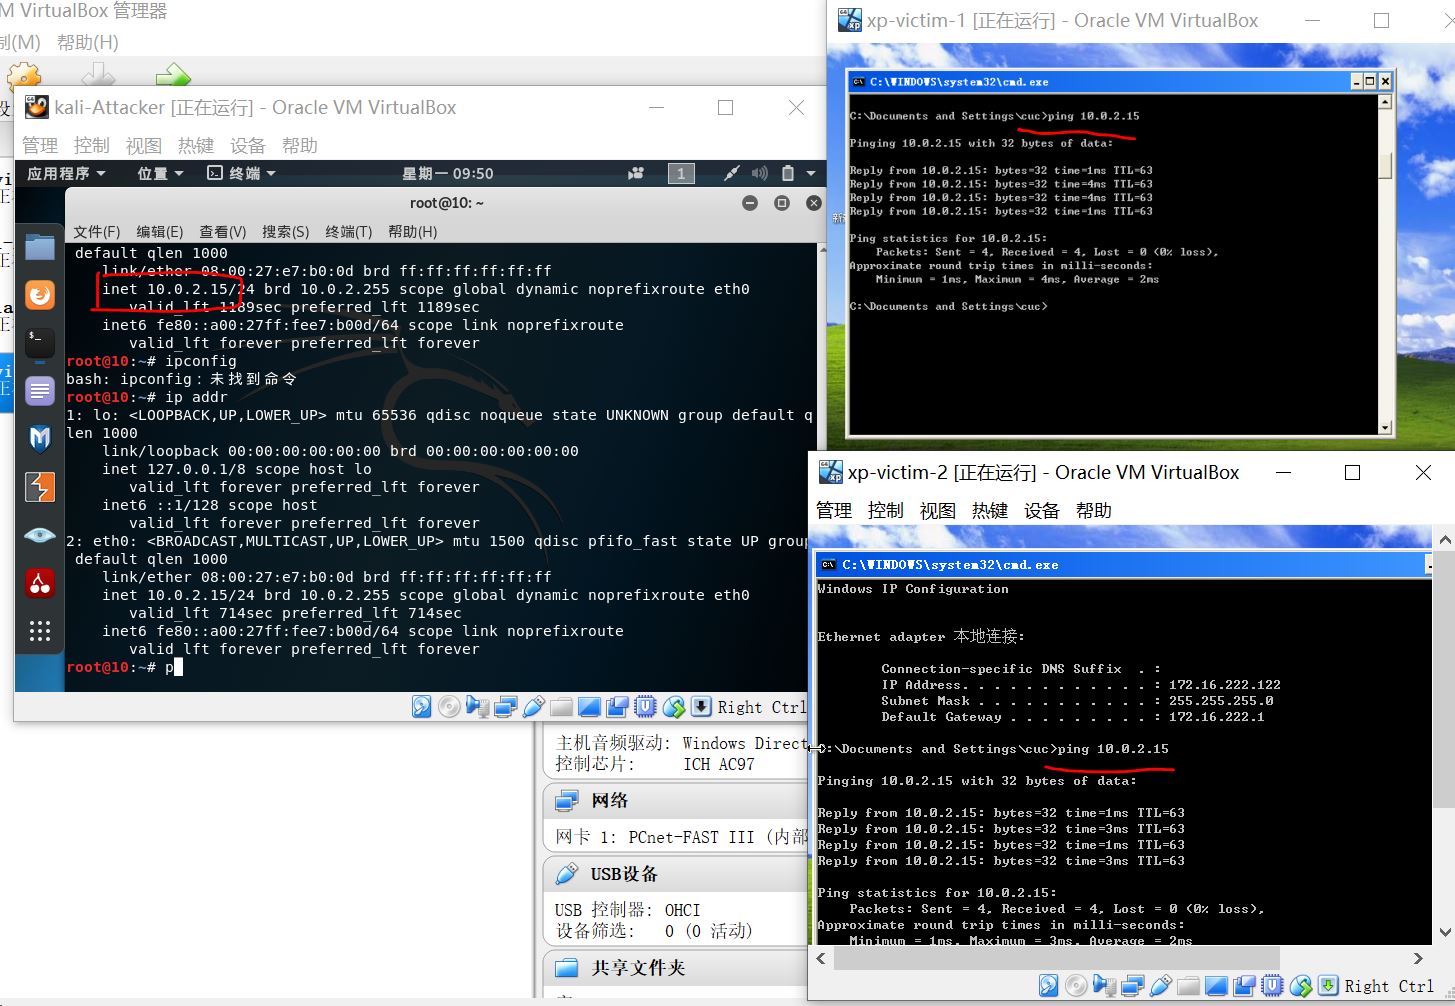 M VirtualBox 管理器
制(M) 帮助(H)
kali-Attacker [正在运行] - Oracle VM VirtualBox
管理 控制 视图 热键 设备 帮助
应用程序 位置 终端 星期一 09:50 1
root@10: ~
文件(F) 编辑(E) 查看(V) 搜索(S) 终端(T) 帮助(H)
default qlen 1000
link/ether 08:00:27:e7:b0:0d brd ff:ff:ff:ff:ff:ff
inet 10.0.2.15/24 brd 10.0.2.255 scope global dynamic noprefixroute eth0
valid_lft 1189sec preferred_lft 1189sec
inet6 fe80::a00:27ff:fee7:b00d/64 scope link noprefixroute
valid_lft forever preferred_lft forever
root@10:~# ipconfig
bash: ipconfig：未找到命令
root@10:~# ip addr
1: lo: <LOOPBACK,UP,LOWER_UP> mtu 65536 qdisc noqueue state UNKNOWN group default q
len 1000
link/loopback 00:00:00:00:00:00 brd 00:00:00:00:00:00
inet 127.0.0.1/8 scope host lo
valid_lft forever preferred_lft forever
inet6 ::1/128 scope host
valid_lft forever preferred_lft forever
2: eth0: <BROADCAST,MULTICAST,UP,LOWER_UP> mtu 1500 qdisc pfifo_fast state UP group
default qlen 1000
link/ether 08:00:27:e7:b0:0d brd ff:ff:ff:ff:ff:ff
inet 10.0.2.15/24 brd 10.0.2.255 scope global dynamic noprefixroute eth0
valid_lft 714sec preferred_lft 714sec
inet6 fe80::a00:27ff:fee7:b00d/64 scope link noprefixroute
valid_lft forever preferred_lft forever
root@10:~# p
Right Ctrl
主机音频驱动: Windows Direct
控制芯片: ICH AC97
网络
网卡 1: PCnet-FAST III (内部
USB设备
USB 控制器: OHCI
设备筛选: 0 (0 活动)
共享文件夹
xp-victim-1 [正在运行] - Oracle VM VirtualBox
C:\WINDOWS\system32\cmd.exe
C:\Documents and Settings\cuc>ping 10.0.2.15
Pinging 10.0.2.15 with 32 bytes of data:
Reply from 10.0.2.15: bytes=32 time=1ms TTL=63
Reply from 10.0.2.15: bytes=32 time=4ms TTL=63
Reply from 10.0.2.15: bytes=32 time=4ms TTL=63
Reply from 10.0.2.15: bytes=32 time=1ms TTL=63
Ping statistics for 10.0.2.15:
Packets: Sent = 4, Received = 4, Lost = 0 (0% loss),
Approximate round trip times in milli-seconds:
Minimum = 1ms, Maximum = 4ms, Average = 2ms
C:\Documents and Settings\cuc>
xp-victim-2 [正在运行] - Oracle VM VirtualBox
管理 控制 视图 热键 设备 帮助
C:\WINDOWS\system32\cmd.exe
Windows IP Configuration
Ethernet adapter 本地连接:
Connection-specific DNS Suffix . :
IP Address. . . . . . . . . . . . : 172.16.222.122
Subnet Mask . . . . . . . . . . . : 255.255.255.0
Default Gateway . . . . . . . . . : 172.16.222.1
C:\Documents and Settings\cuc>ping 10.0.2.15
Pinging 10.0.2.15 with 32 bytes of data:
Reply from 10.0.2.15: bytes=32 time=1ms TTL=63
Reply from 10.0.2.15: bytes=32 time=3ms TTL=63
Reply from 10.0.2.15: bytes=32 time=1ms TTL=63
Reply from 10.0.2.15: bytes=32 time=3ms TTL=63
Ping statistics for 10.0.2.15:
Packets: Sent = 4, Received = 4, Lost = 0 (0% loss),
Approximate round trip times in milli-seconds:
Minimum = 1ms, Maximum = 3ms, Average = 2ms
Right Ctrl